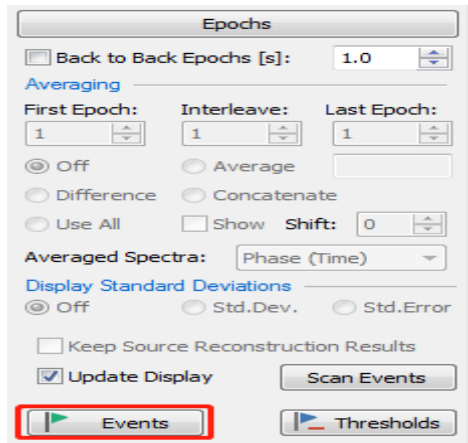 Epochs
Back to Back Epochs [s]: 1.0
Averaging
First Epoch: Interleave: Last Epoch:
1 1 1
Off Average
Difference Concatenate
Use All Show Shift: 0
Averaged Spectra: Phase (Time)
Display Standard Deviations
Off Std.Dev. Std.Error
Keep Source Reconstruction Results
Update Display Scan Events
Events Thresholds